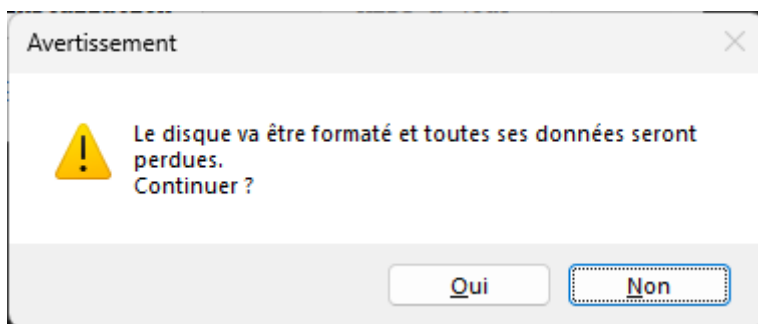 Avertissement
Le disque va être formaté et toutes ses données seront
perdues.
Continuer ?
Oui
Non